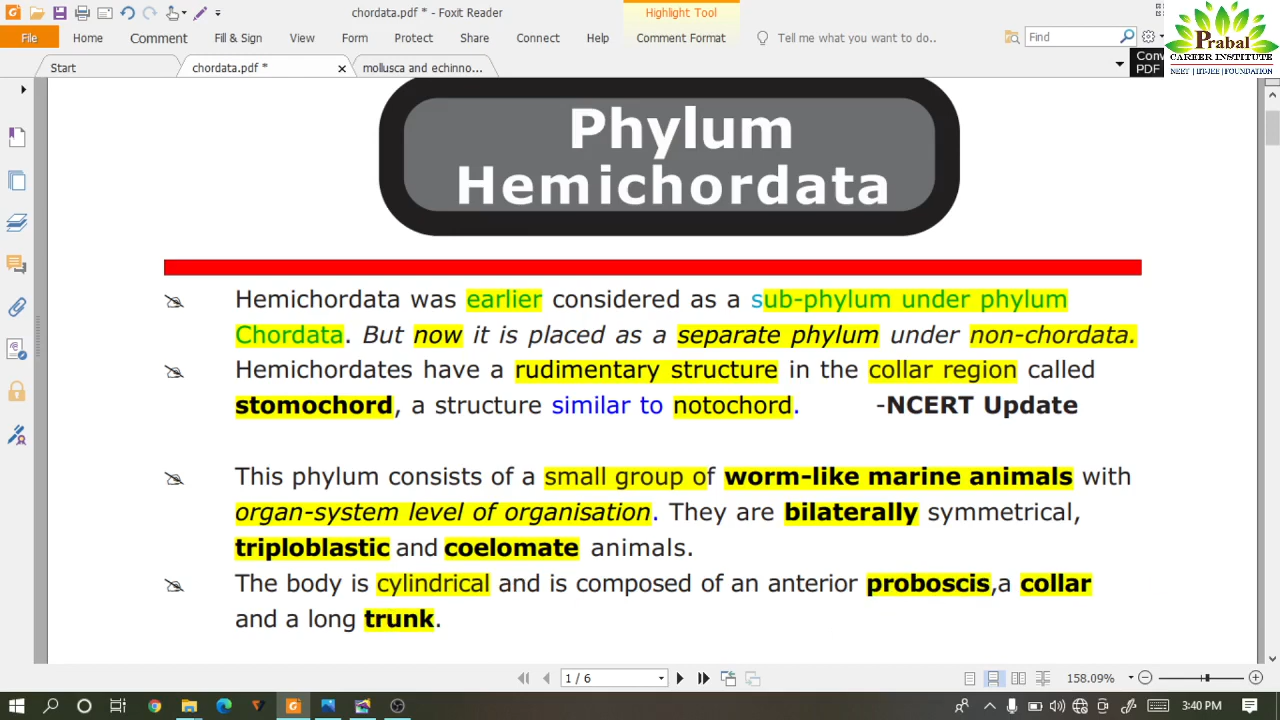 chordata.pdf * - Foxit Reader
Highlight Tool
File Home Comment Fill & Sign View Form Protect Share Connect Help Comment Format Tell me what you want to do.. Find
Prabal
CAREER INSTITUTE
NEET | IIT-JEE | FOUNDATION
Start chordata.pdf * mollusca and echinno...
Conv
PDF
Phylum
Hemichordata
Hemichordata was earlier considered as a sub-phylum under phylum
Chordata. But now it is placed as a separate phylum under non-chordata.
Hemichordates have a rudimentary structure in the collar region called
stomochord, a structure similar to notochord. -NCERT Update
This phylum consists of a small group of worm-like marine animals with
organ-system level of organisation. They are bilaterally symmetrical,
triploblastic and coelomate animals.
The body is cylindrical and is composed of an anterior proboscis,a collar
and a long trunk.
1 / 6 158.09%
3:40 PM